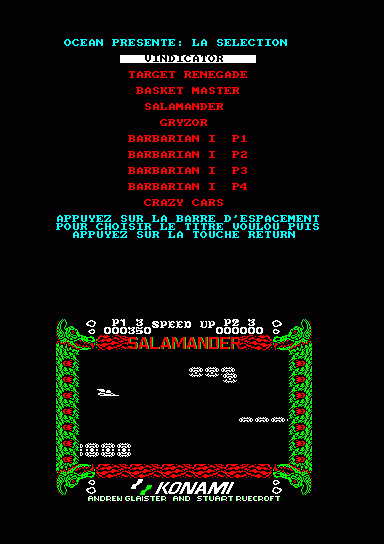 OCEAN PRESENTE: LA SELECTION
VINDICATOR
TARGET RENEGADE
BASKET MASTER
SALAMANDER
GRYZOR
BARBARIAN I P1
BARBARIAN I P2
BARBARIAN I P3
BARBARIAN I P4
CRAZY CARS
APPUYEZ SUR LA BARRE D'ESPACEMENT
POUR CHOISIR LE TITRE VOULOU PUIS
APPUYEZ SUR LA TOUCHE RETURN
P1 3 SPEED UP P2 3
000350 000000
SALAMANDER
KONAMI
ANDREN GLAISTER AND STUART RUECROFT